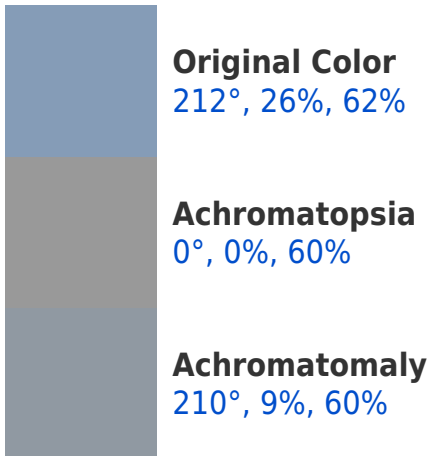 Original Color
212°, 26%, 62%
Achromatopsia
0°, 0%, 60%
Achromatomaly
210°, 9%, 60%